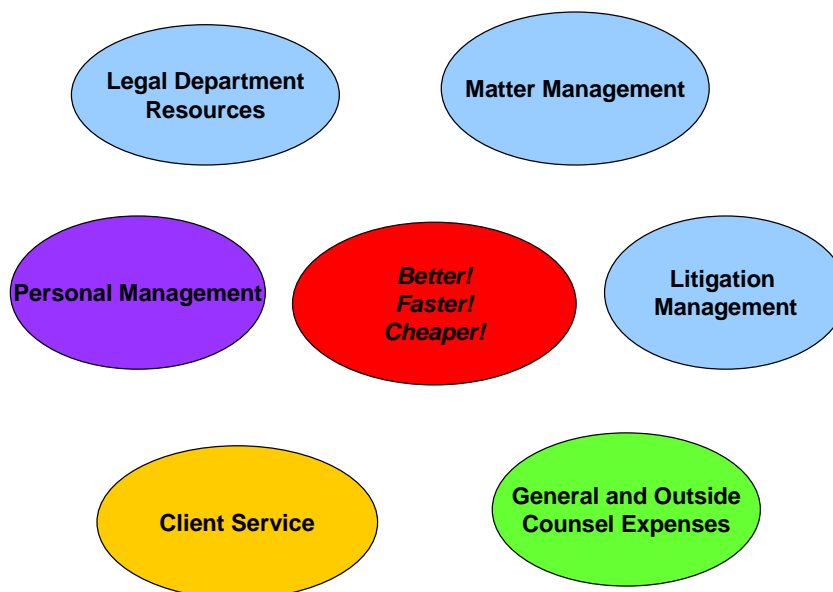 Legal Department
Resources
Matter Management
Personal Management
Better!
Faster!
Cheaper!
Litigation
Management
Client Service
General and Outside
Counsel Expenses